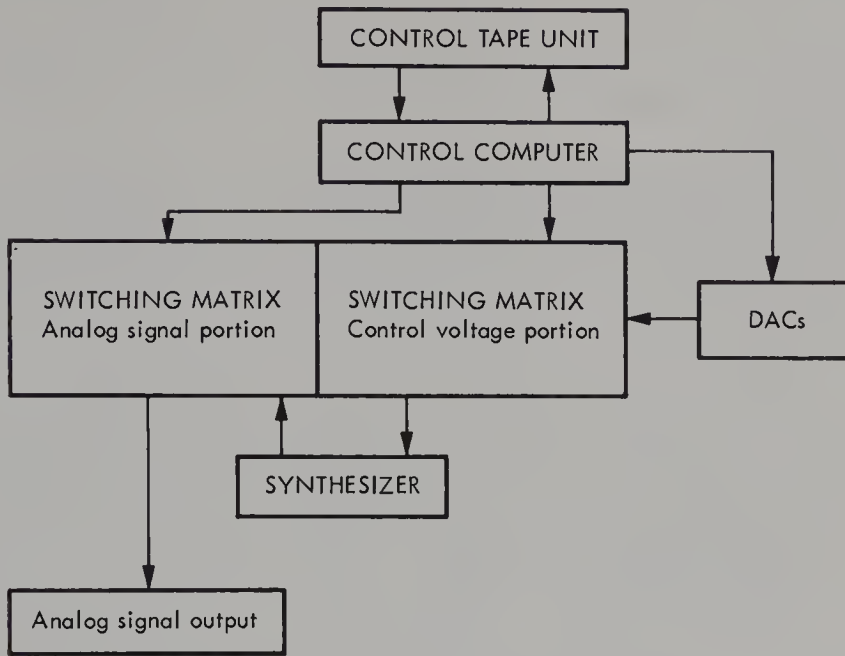 CONTROL TAPE UNIT
CONTROL COMPUTER
SWITCHING MATRIX
Analog signal portion
SWITCHING MATRIX
Control voltage portion
DACs
SYNTHESIZER
Analog signal output